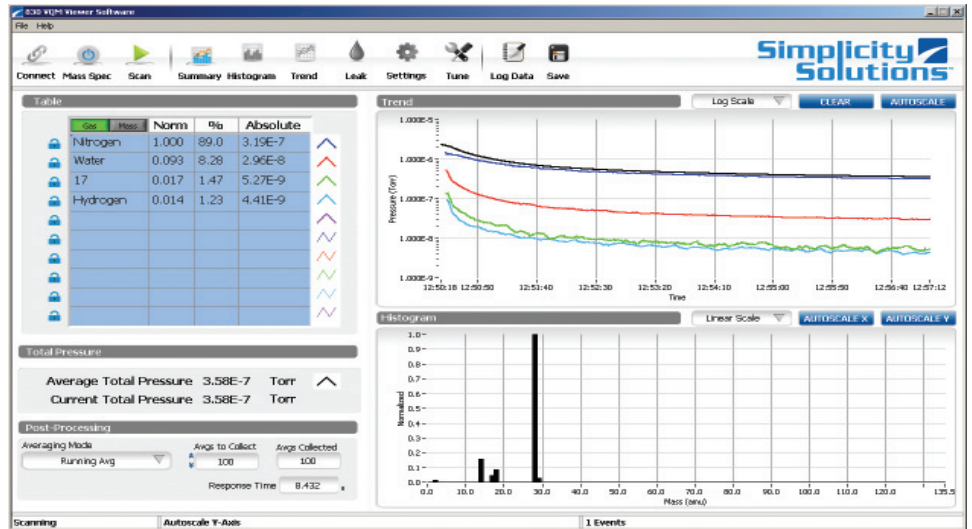 830 VQM Viewer Software
File Help
Connect Mass Spec Scan Summary Histogram Trend Leak Settings Tune Log Data Save
Simplicity
Solutions
Table
Gas Mass Norm % Absolute
Nitrogen 1.000 89.0 3.19E-7
Water 0.093 8.28 2.96E-8
17 0.017 1.47 5.27E-9
Hydrogen 0.014 1.23 4.41E-9
Total Pressure
Average Total Pressure 3.58E-7 Torr
Current Total Pressure 3.58E-7 Torr
Post-Processing
Averaging Mode Avgs to Collect Avgs Collected
Running Avg 100 100
Response Time 8.432 s
Trend Log Scale CLEAR AUTOSCALE
1.000E-5
1.000E-6
1.000E-7
1.000E-8
1.000E-9
Pressure (Torr)
12:50:18 12:50:50 12:51:40 12:52:30 12:53:20 12:54:10 12:55:00 12:55:50 12:56:40 12:57:12
Time
Histogram Linear Scale AUTOSCALE X AUTOSCALE Y
1.0
0.9
0.8
0.7
0.6
0.5
0.4
0.3
0.2
0.1
0.0
Normalized
0.0 10.0 20.0 30.0 40.0 50.0 60.0 70.0 80.0 90.0 100.0 110.0 120.0 135.5
Mass (amu)
Scanning Autoscale Y-Axis 1 Events